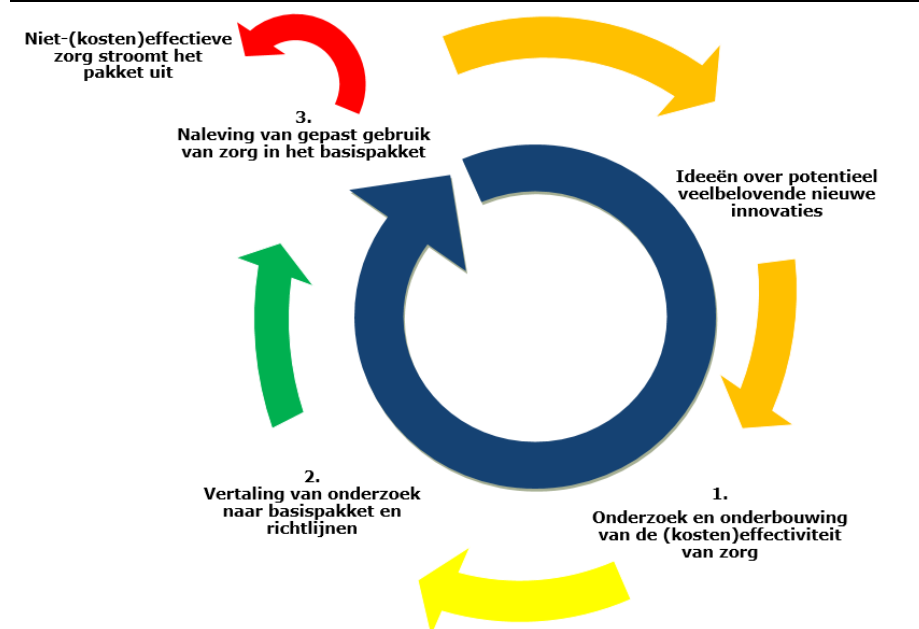 Niet-(kosten)effectieve
zorg stroomt het
pakket uit
3.
Naleving van gepast gebruik
van zorg in het basispakket
Ideeën over potentieel
veelbelovende nieuwe
innovaties
2.
Vertaling van onderzoek
naar basispakket en
richtlijnen
1.
Onderzoek en onderbouwing
van de (kosten)effectiviteit
van zorg